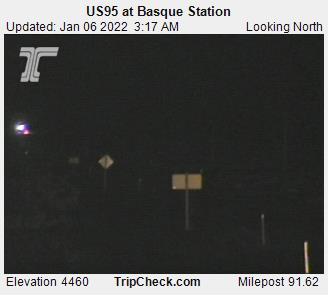 US95 at Basque Station
Updated: Jan 06 2022  3:17 AM Looking North
Elevation 4460 TripCheck.com Milepost 91.62